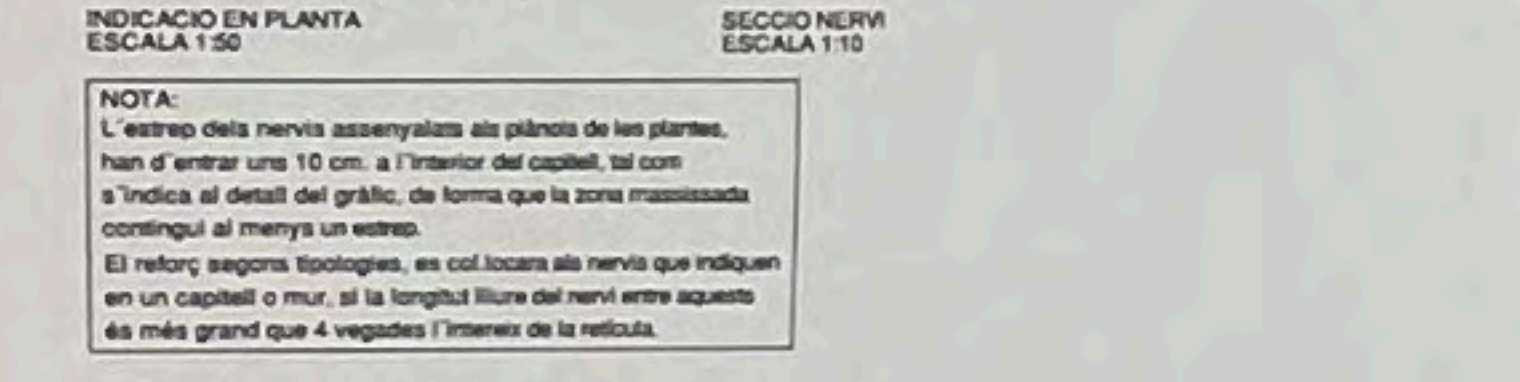 INDICACIO EN PLANTA
ESCALA 1:50
SECCIO NERVI
ESCALA 1:10
NOTA:
L´estrep dels nervis assenyalats als plànols de les plantes,
han d´entrar uns 10 cm. a l´interior del capitell, tal com
s´indica al detall del gràfic, de forma que la zona massissada
contingui al menys un estrep.
El reforç segons tipologies, es col.locara als nervis que indiquen
en un capitell o mur, si la longitut lliure del nervi entre aquests
és més grand que 4 vegades l´intereix de la reticula.